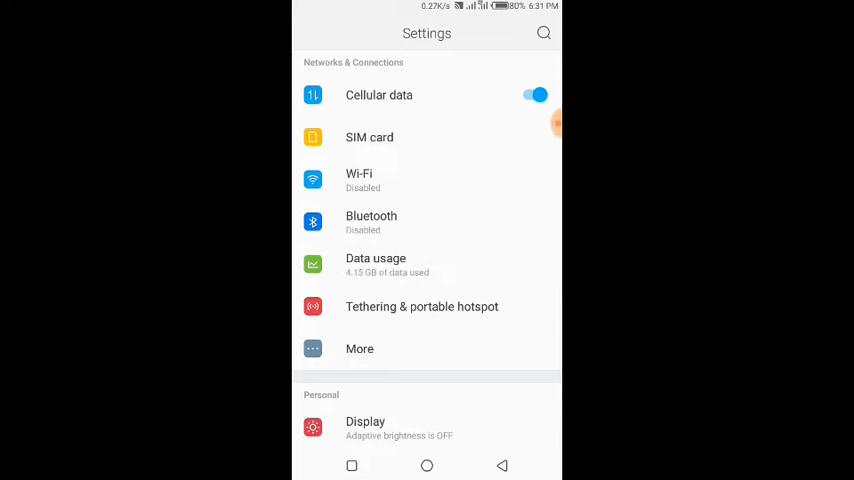 0.27K/s 80% 6:31 PM
Settings
Networks & Connections
Cellular data
SIM card
Wi-Fi
Disabled
Bluetooth
Disabled
Data usage
4.15 GB of data used
Tethering & portable hotspot
More
Personal
Display
Adaptive brightness is OFF